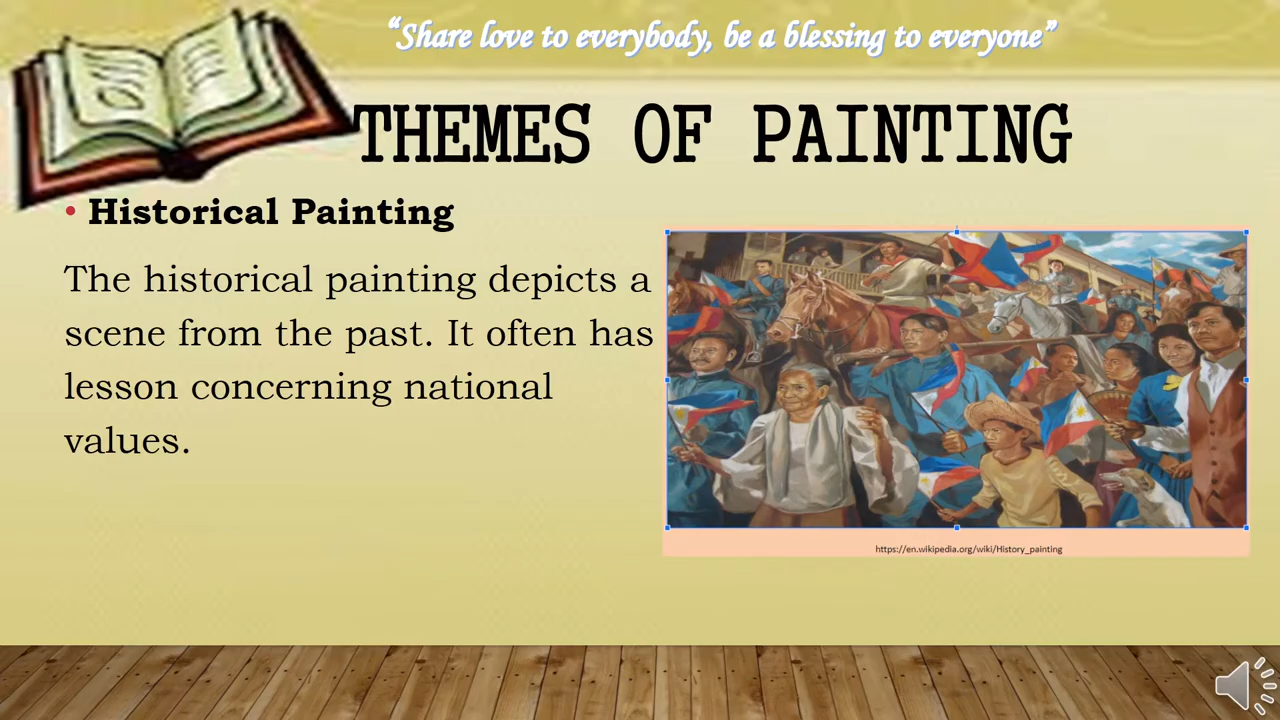 “Share love to everybody, be a blessing to everyone”
THEMES OF PAINTING
• Historical Painting
The historical painting depicts a
scene from the past. It often has
lesson concerning national
values.
https://en.wikipedia.org/wiki/History_painting